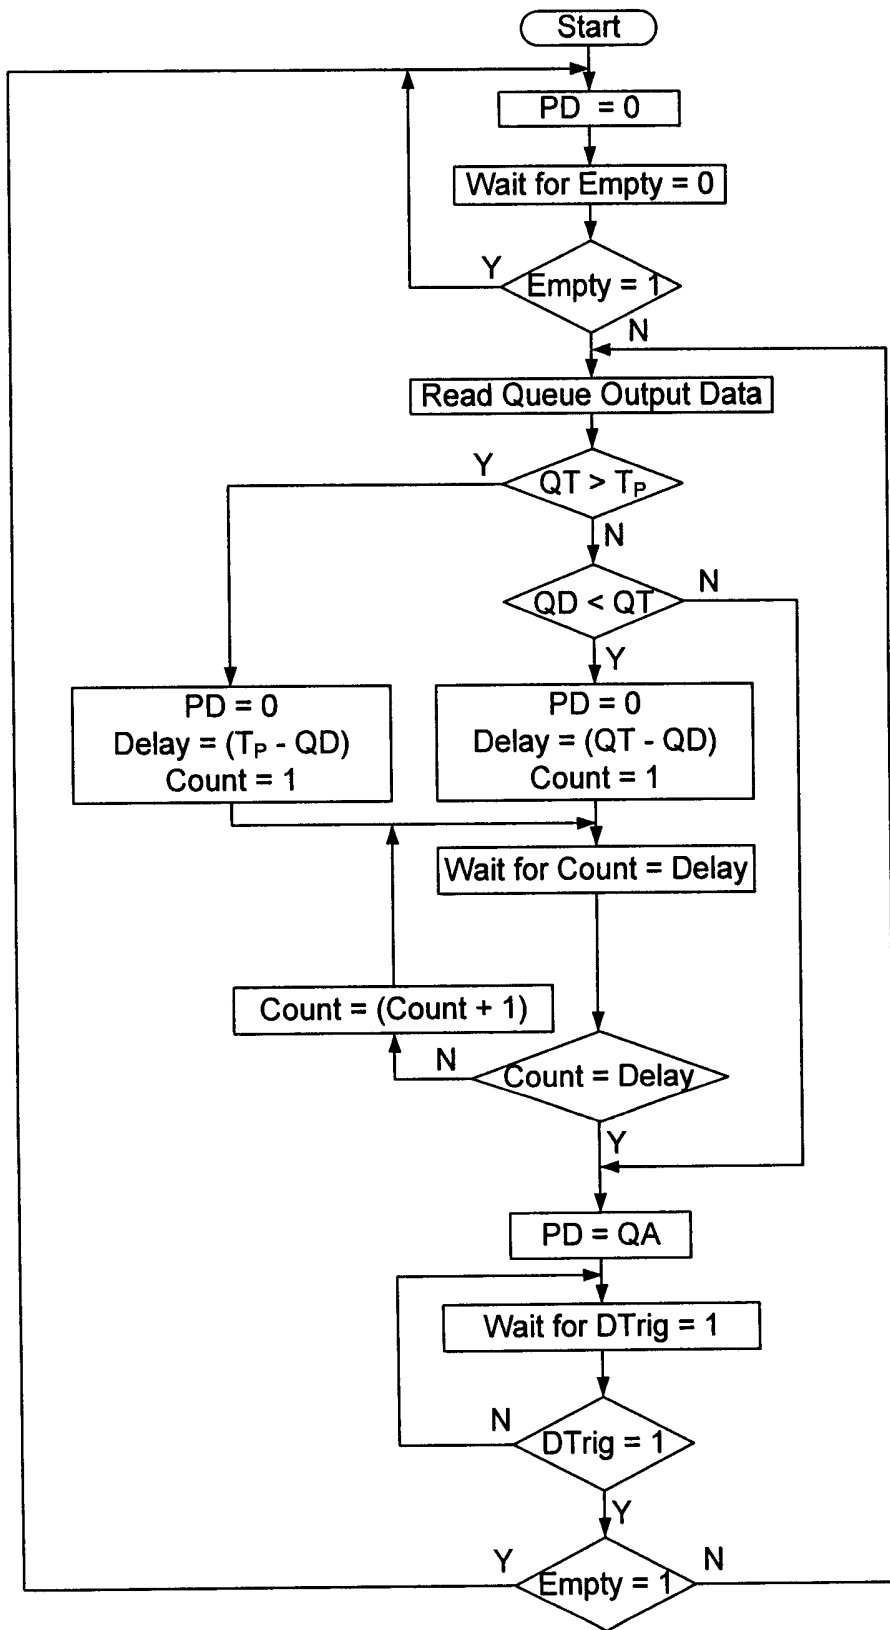 Start
PD = 0
Wait for Empty = 0
Y
Empty = 1
N
Read Queue Output Data
Y
QT > TP
N
QD < QT
N
Y
PD = 0
Delay = (TP - QD)
Count = 1
PD = 0
Delay = (QT - QD)
Count = 1
Wait for Count = Delay
Count = (Count + 1)
N
Count = Delay
Y
PD = QA
Wait for DTrig = 1
N
DTrig = 1
Y
Y
Empty = 1
N